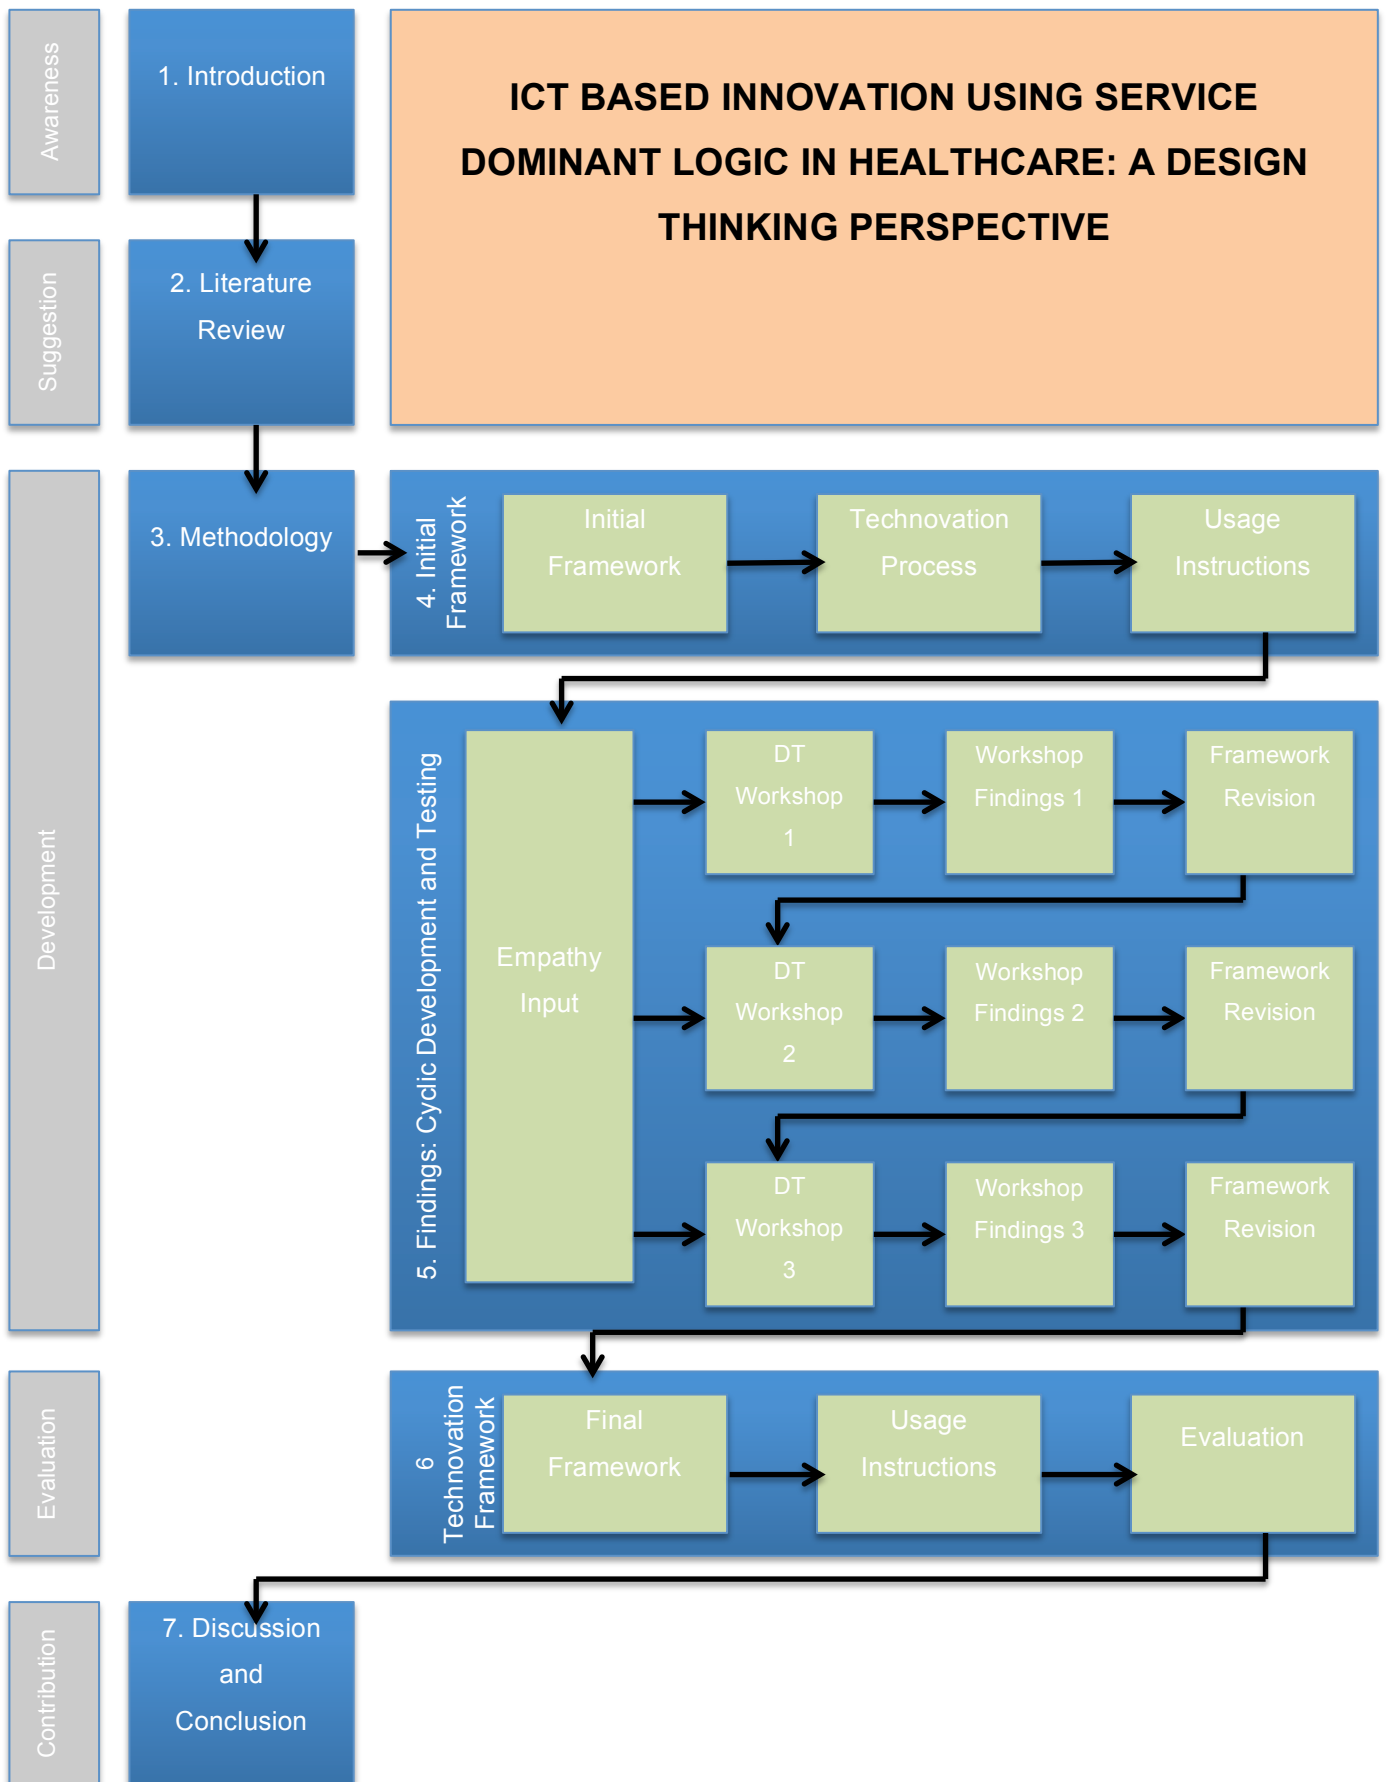 Awareness
1. Introduction
ICT BASED INNOVATION USING SERVICE
DOMINANT LOGIC IN HEALTHCARE: A DESIGN
THINKING PERSPECTIVE
Suggestion
2. Literature
Review
Development
3. Methodology
4. Initial
Framework
Initial
Framework
Technovation
Process
Usage
Instructions
5. Findings: Cyclic Development and Testing
Empathy
Input
DT
Workshop
1
Workshop
Findings 1
Framework
Revision
DT
Workshop
2
Workshop
Findings 2
Framework
Revision
DT
Workshop
3
Workshop
Findings 3
Framework
Revision
Evaluation
6
Technovation
Framework
Final
Framework
Usage
Instructions
Evaluation
Contribution
7. Discussion
and
Conclusion